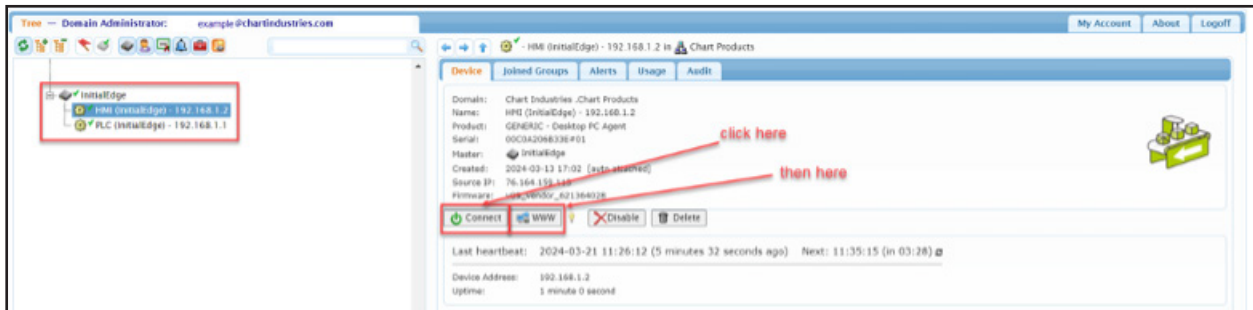 Tree — Domain Administrator: example@chartindustries.com
My Account About Logoff
- HMI (InitialEdge) - 192.168.1.2 in Chart Products
Device Joined Groups Alerts Usage Audit
InitialEdge
HMI (InitialEdge) - 192.168.1.2
PLC (InitialEdge) - 192.168.1.1
Domain: Chart Industries .Chart Products
Name: HMI (InitialEdge) - 192.168.1.2
Product: GENERIC - Desktop PC Agent
Serial: 00C0A206B33E#01
click here
Master: InitialEdge
Created: 2024-03-13 17:02 [auto
then here
Source IP:
Firmware:
Connect WWW Disable Delete
Last heartbeat: 2024-03-21 11:26:12 (5 minutes 32 seconds ago) Next: 11:35:15 (in 03:28)
Device Address: 192.168.1.2
Uptime: 1 minute 0 second